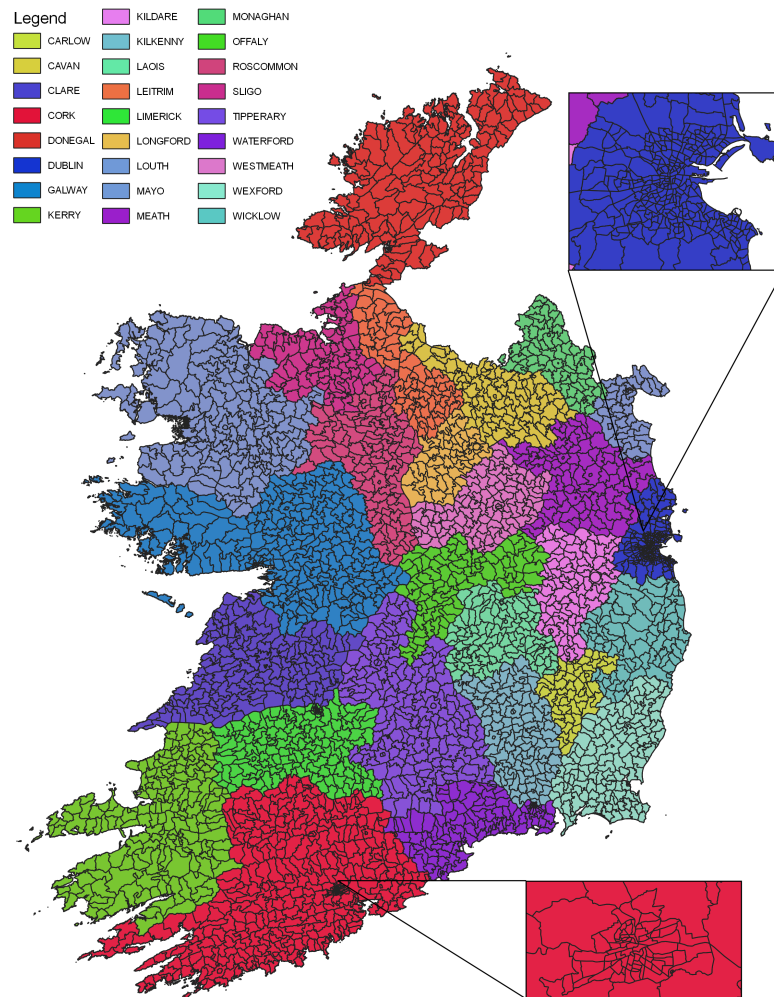 Legend
CARLOW
CAVAN
CLARE
CORK
DONEGAL
DUBLIN
GALWAY
KERRY
KILDARE
KILKENNY
LAOIS
LEITRIM
LIMERICK
LONGFORD
LOUTH
MAYO
MEATH
MONAGHAN
OFFALY
ROSCOMMON
SLIGO
TIPPERARY
WATERFORD
WESTMEATH
WEXFORD
WICKLOW